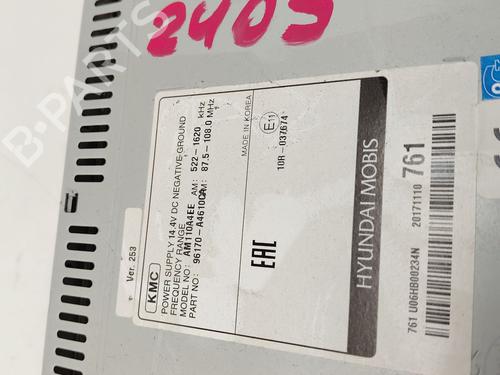 2405
B-PARTS
Ver. 253
KMC
POWER SUPPLY 14.4V DC NEGATIVE GROUND
FREQUENCY RANGE AM: 522-1620 kHz
MODEL NO: AM110A4EE FM: 87.5-108.0 MHz
PART NO: 96170-A4610CA
MADE IN KOREA
E11
10R-037674
EAC
HYUNDAI MOBIS
761
20171110
761 U06HB00234N